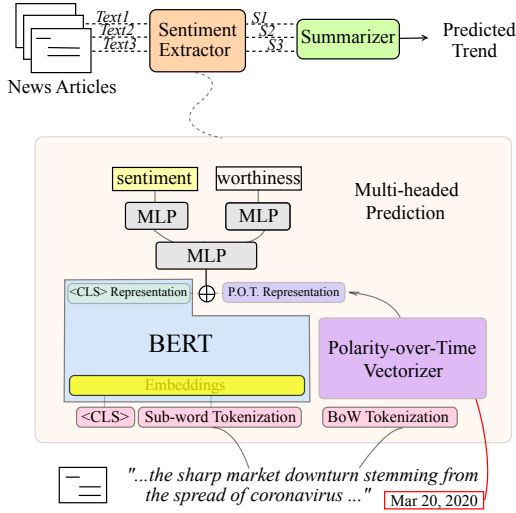 Text1
Text2
Text3
News Articles
Sentiment
Extractor
S1
S2
S3
Summarizer
Predicted
Trend
sentiment
worthiness
Multi-headed
Prediction
MLP
MLP
MLP
<CLS> Representation
P.O.T. Representation
BERT
Polarity-over-Time
Vectorizer
Embeddings
<CLS>
Sub-word Tokenization
BoW Tokenization
"...the sharp market downturn stemming from
the spread of coronavirus ..."
Mar 20, 2020